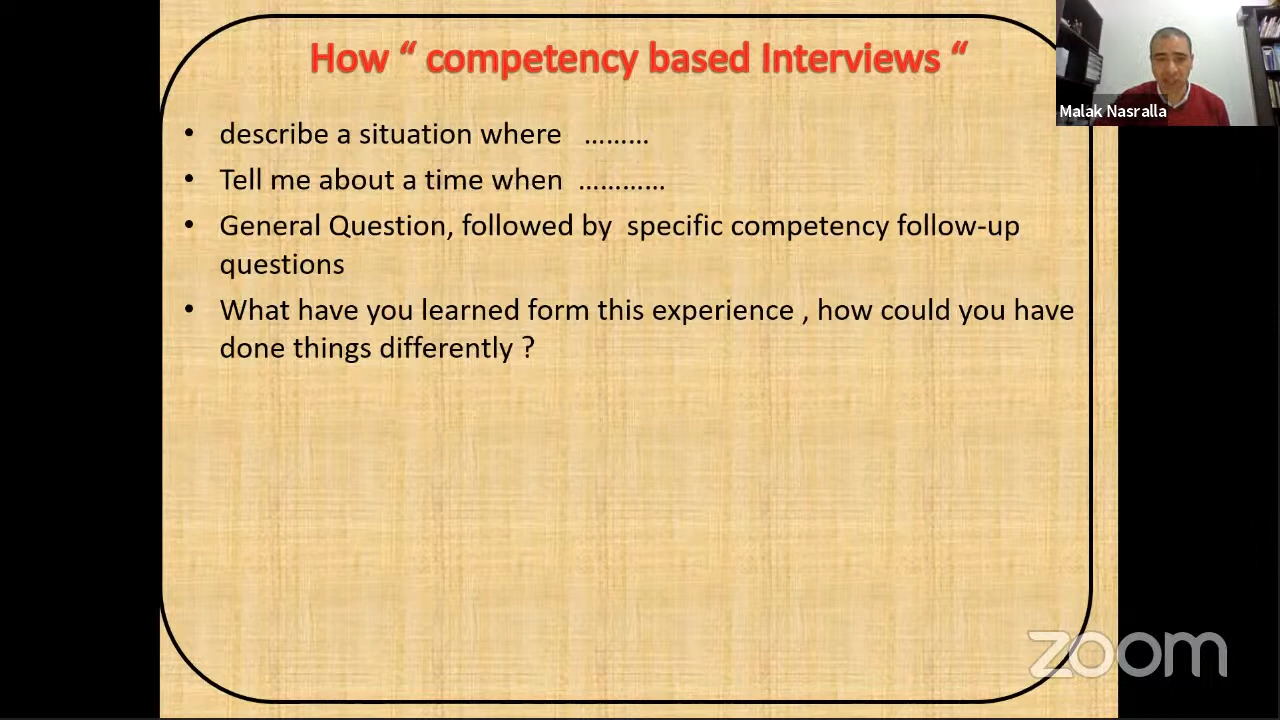 How “ competency based Interviews “
Malak Nasralla
• describe a situation where ………
• Tell me about a time when …………
• General Question, followed by specific competency follow-up
questions
• What have you learned form this experience , how could you have
done things differently ?
zoom